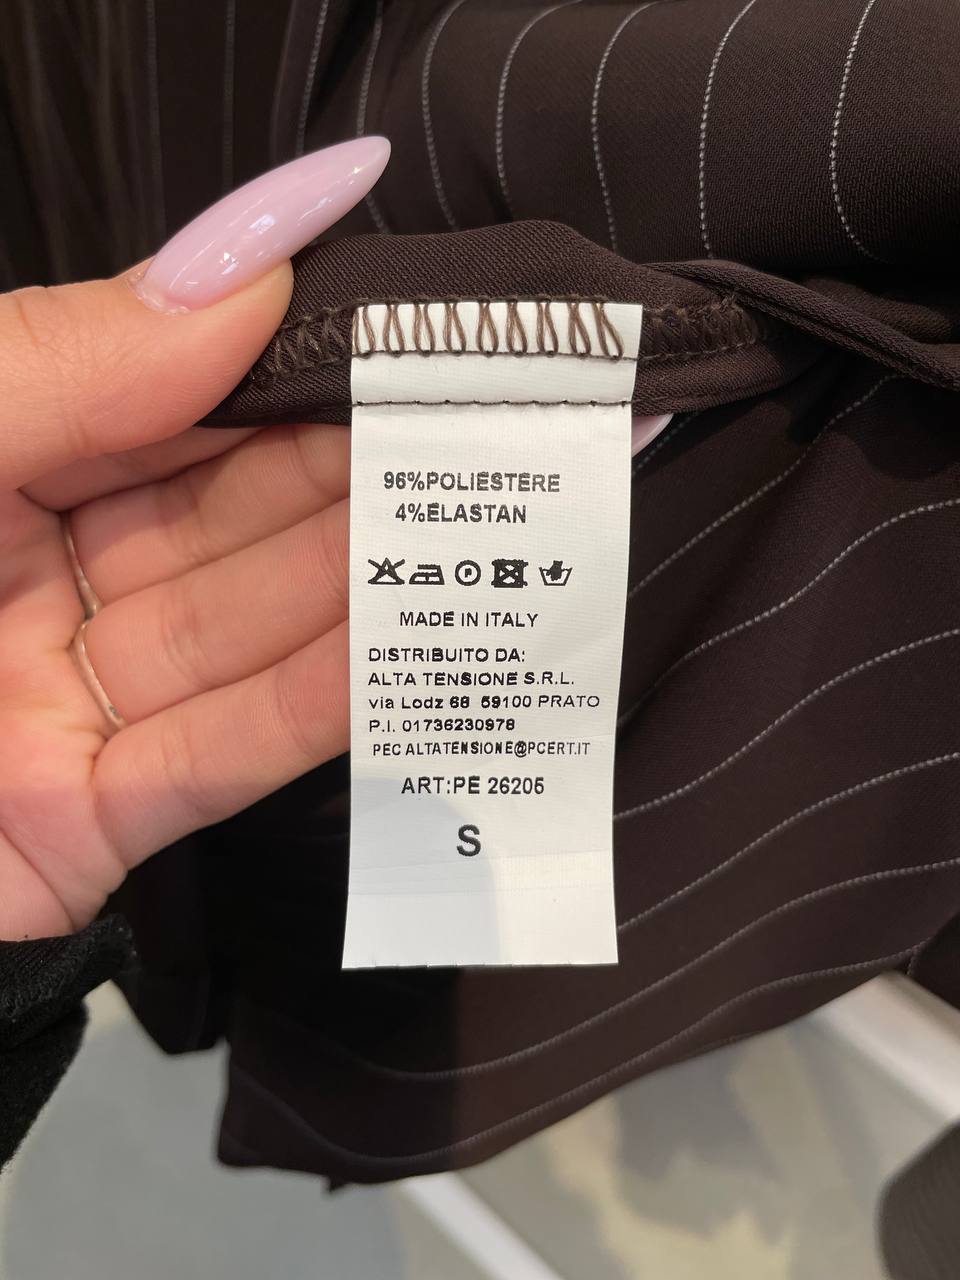 96%POLIESTERE
4%ELASTAN
P
MADE IN ITALY
DISTRIBUITO DA:
ALTA TENSIONE S.R.L.
via Lodz 68 59100 PRATO
P.I. 01736230978
PEC ALTATENSIONE@PCERT.IT
ART:PE 26205
S